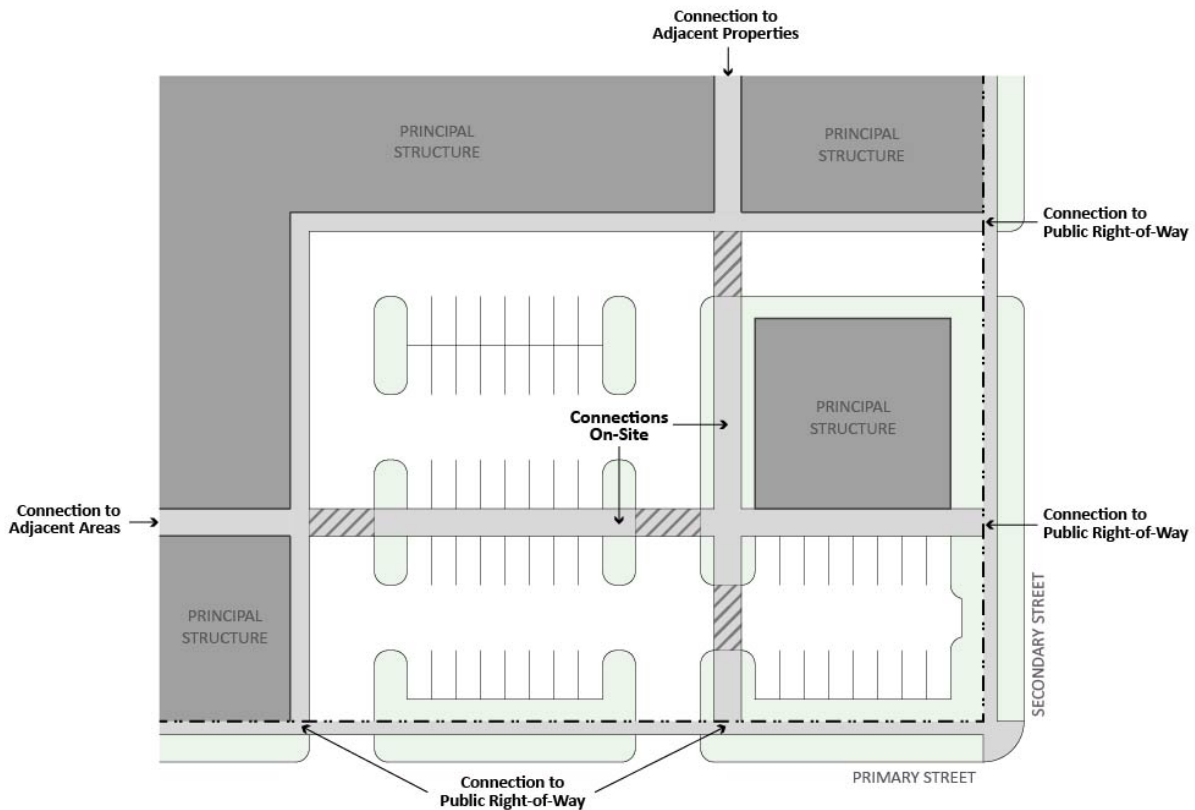 Connection to
Adjacent Properties
PRINCIPAL
STRUCTURE
PRINCIPAL
STRUCTURE
Connection to
Public Right-of-Way
Connections
On-Site
PRINCIPAL
STRUCTURE
Connection to
Adjacent Areas
Connection to
Public Right-of-Way
PRINCIPAL
STRUCTURE
SECONDARY STREET
Connection to
Public Right-of-Way
PRIMARY STREET